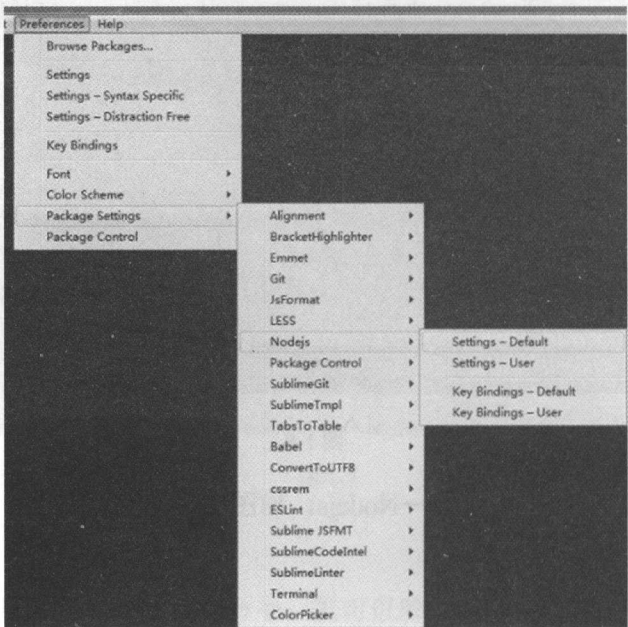 t Preferences Help
Browse Packages...
Settings
Settings – Syntax Specific
Settings – Distraction Free
Key Bindings
Font
Color Scheme
Package Settings
Package Control
Alignment
BracketHighlighter
Emmet
Git
JsFormat
LESS
Nodejs
Package Control
SublimeGit
SublimeTmpl
TabsToTable
Babel
ConvertToUTF8
cssrem
ESLint
Sublime JSFMT
SublimeCodeIntel
SublimeLinter
Terminal
ColorPicker
Settings – Default
Settings – User
Key Bindings – Default
Key Bindings – User